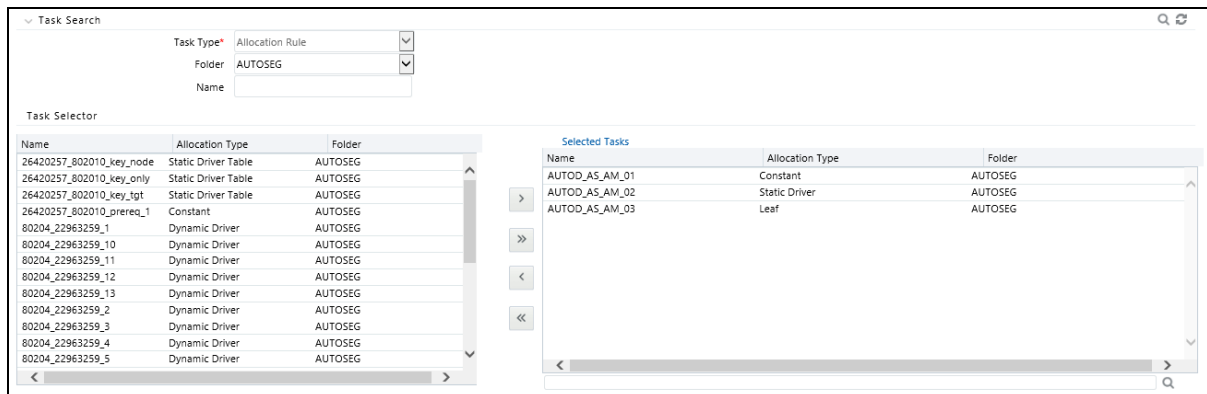 Task Search
Task Type* Allocation Rule
Folder AUTOSEG
Name
Task Selector
Name Allocation Type Folder
26420257_802010_key_node Static Driver Table AUTOSEG
26420257_802010_key_only Static Driver Table AUTOSEG
26420257_802010_key_tgt Static Driver Table AUTOSEG
26420257_802010_prereq_1 Constant AUTOSEG
80204_22963259_1 Dynamic Driver AUTOSEG
80204_22963259_10 Dynamic Driver AUTOSEG
80204_22963259_11 Dynamic Driver AUTOSEG
80204_22963259_12 Dynamic Driver AUTOSEG
80204_22963259_13 Dynamic Driver AUTOSEG
80204_22963259_2 Dynamic Driver AUTOSEG
80204_22963259_3 Dynamic Driver AUTOSEG
80204_22963259_4 Dynamic Driver AUTOSEG
80204_22963259_5 Dynamic Driver AUTOSEG
Selected Tasks
Name Allocation Type Folder
AUTOD_AS_AM_01 Constant AUTOSEG
AUTOD_AS_AM_02 Static Driver AUTOSEG
AUTOD_AS_AM_03 Leaf AUTOSEG